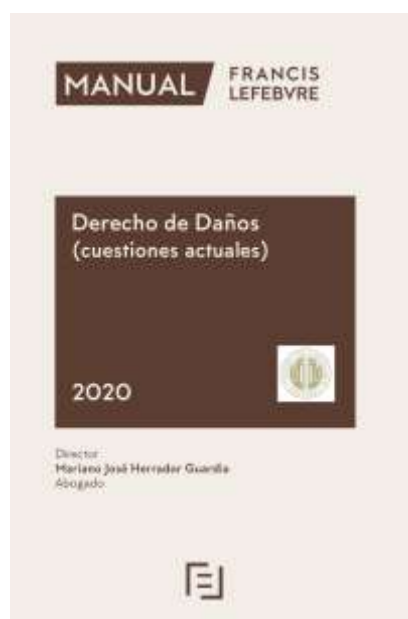 MANUAL
FRANCIS
LEFEBVRE
Derecho de Daños
(cuestiones actuales)
2020
Director
Mariano José Herrador Guardia
Abogado